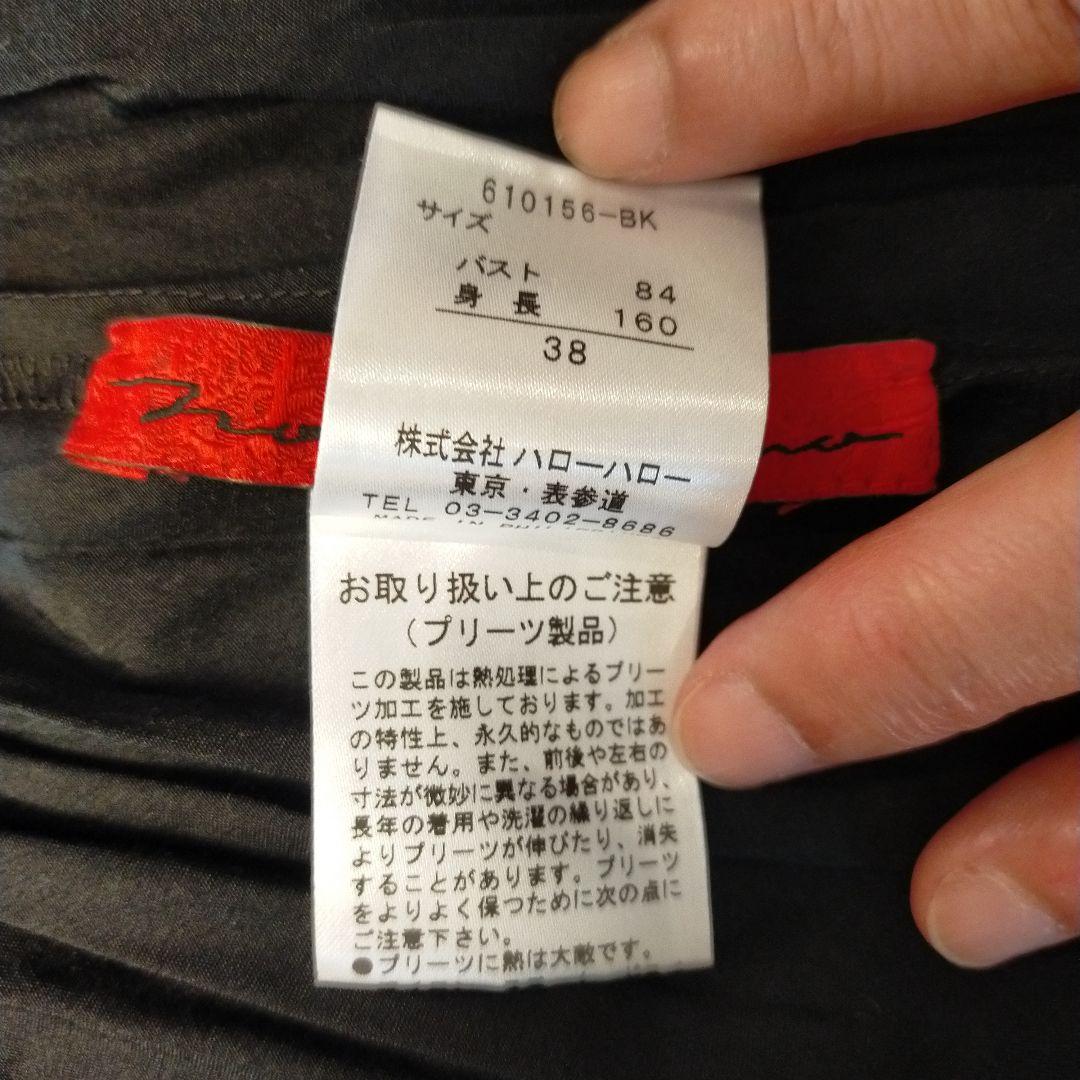 610156-BK
サイズ
バスト 84
身長 160
38
株式会社ハローハロー
東京・表参道
TEL 03-3402-8686
MADE IN
お取り扱い上のご注意
(プリーツ製品)
この製品は熱処理によるプリー
ツ加工を施しております。加工
の特性上、永久的なものではあ
りません。また、前後や左右の
寸法が微妙に異なる場合があり、
長年の着用や洗濯の繰り返しに
よりプリーツが伸びたり、消失
することがあります。プリーツ
をよりよく保つために次の点に
ご注意下さい。
●プリーツに熱は大敵です。